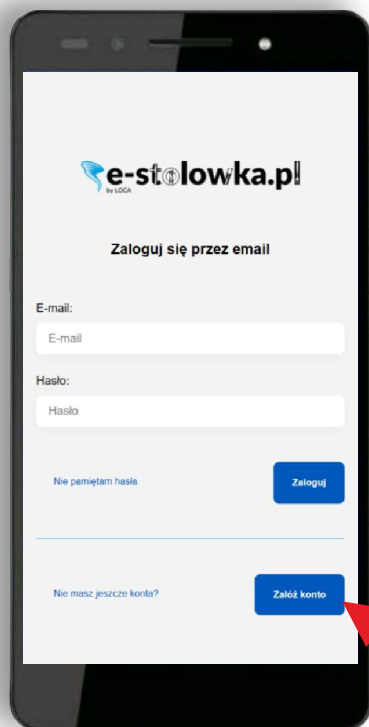 e-stolowka.pl
by LOCA
Zaloguj się przez email
E-mail:
E-mail
Hasło:
Hasło
Nie pamiętam hasła
Zaloguj
Nie masz jeszcze konta?
Załóż konto